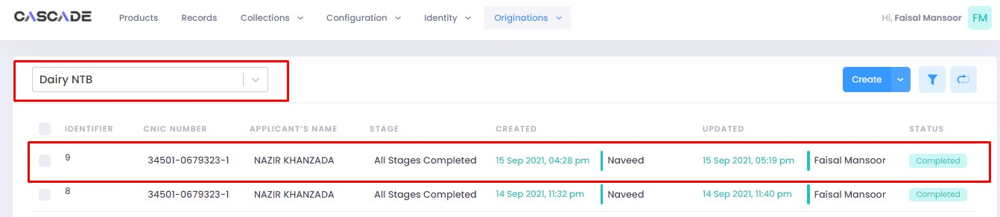 CASCADE Products Records Collections Configuration Identity Originations Hi, Faisal Mansoor FM
Dairy NTB Create
IDENTIFIER CNIC NUMBER APPLICANT'S NAME STAGE CREATED UPDATED STATUS
9 34501-0679323-1 NAZIR KHANZADA All Stages Completed 15 Sep 2021, 04:28 pm Naveed 15 Sep 2021, 05:19 pm Faisal Mansoor Completed
8 34501-0679323-1 NAZIR KHANZADA All Stages Completed 14 Sep 2021, 11:32 pm Naveed 14 Sep 2021, 11:40 pm Faisal Mansoor Completed